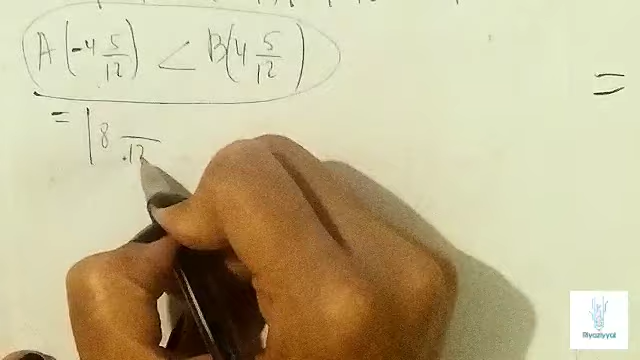 A(-4 5/12) < B(4 5/12)
=
= |8 /12
Riyaziyyat